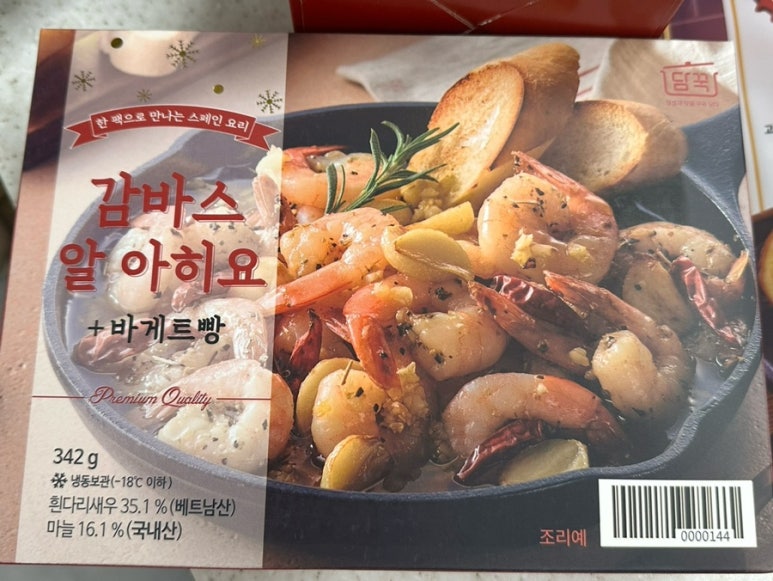 한 팩으로 만나는 스페인 요리
감바스
알 아히요
+ 바게트빵
Premium Quality
342 g
냉동보관(-18℃ 이하)
흰다리새우 35.1 % (베트남산)
마늘 16.1 % (국내산)
담꾹
조리예
0000144